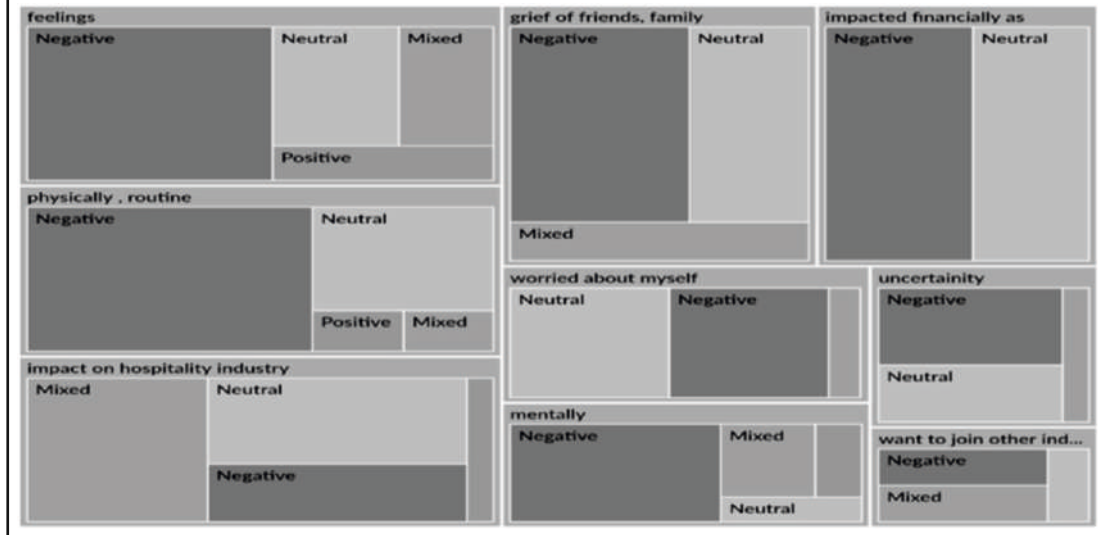 feelings
Negative
Neutral
Mixed
Positive
physically , routine
Negative
Neutral
Positive
Mixed
impact on hospitality industry
Mixed
Neutral
Negative
grief of friends, family
Negative
Neutral
Mixed
impacted financially as
Negative
Neutral
worried about myself
Neutral
Negative
mentally
Negative
Mixed
Neutral
uncertainity
Negative
Neutral
want to join other ind...
Negative
Mixed